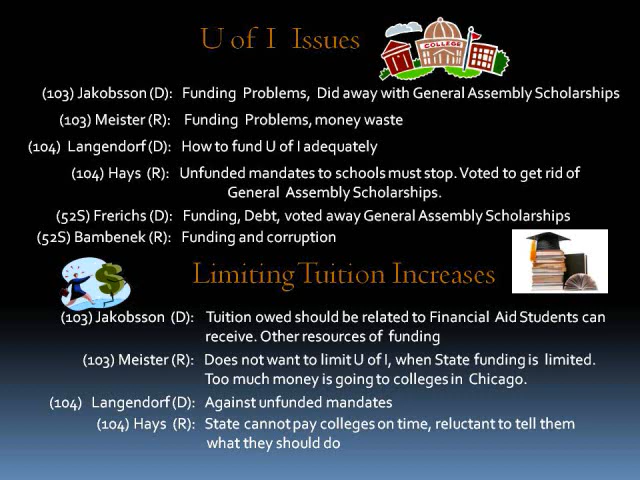 U of I Issues
COLLEGE
(103) Jakobsson (D): Funding Problems, Did away with General Assembly Scholarships
(103) Meister (R): Funding Problems, money waste
(104) Langendorf (D): How to fund U of I adequately
(104) Hays (R): Unfunded mandates to schools must stop. Voted to get rid of
General Assembly Scholarships.
(52S) Frerichs (D): Funding, Debt, voted away General Assembly Scholarships
(52S) Bambenek (R): Funding and corruption
Limiting Tuition Increases
(103) Jakobsson (D): Tuition owed should be related to Financial Aid Students can
receive. Other resources of funding
(103) Meister (R): Does not want to limit U of I, when State funding is limited.
Too much money is going to colleges in Chicago.
(104) Langendorf (D): Against unfunded mandates
(104) Hays (R): State cannot pay colleges on time, reluctant to tell them
what they should do